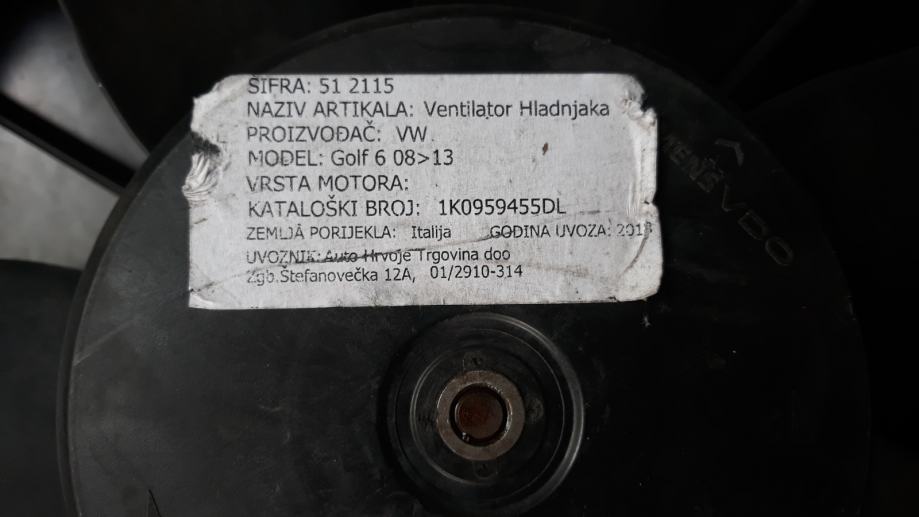 ŠIFRA: 51 2115
NAZIV ARTIKALA: Ventilator Hladnjaka
PROIZVOĐAČ: VW
MODEL: Golf 6 08>13
VRSTA MOTORA:
KATALOŠKI BROJ: 1K0959455DL
ZEMLJA PORIJEKLA: Italija GODINA UVOZA:
UVOZNIK: Auto Hrvoje Trgovina doo
Zgb.Štefanovečka 12A, 01/2910-314